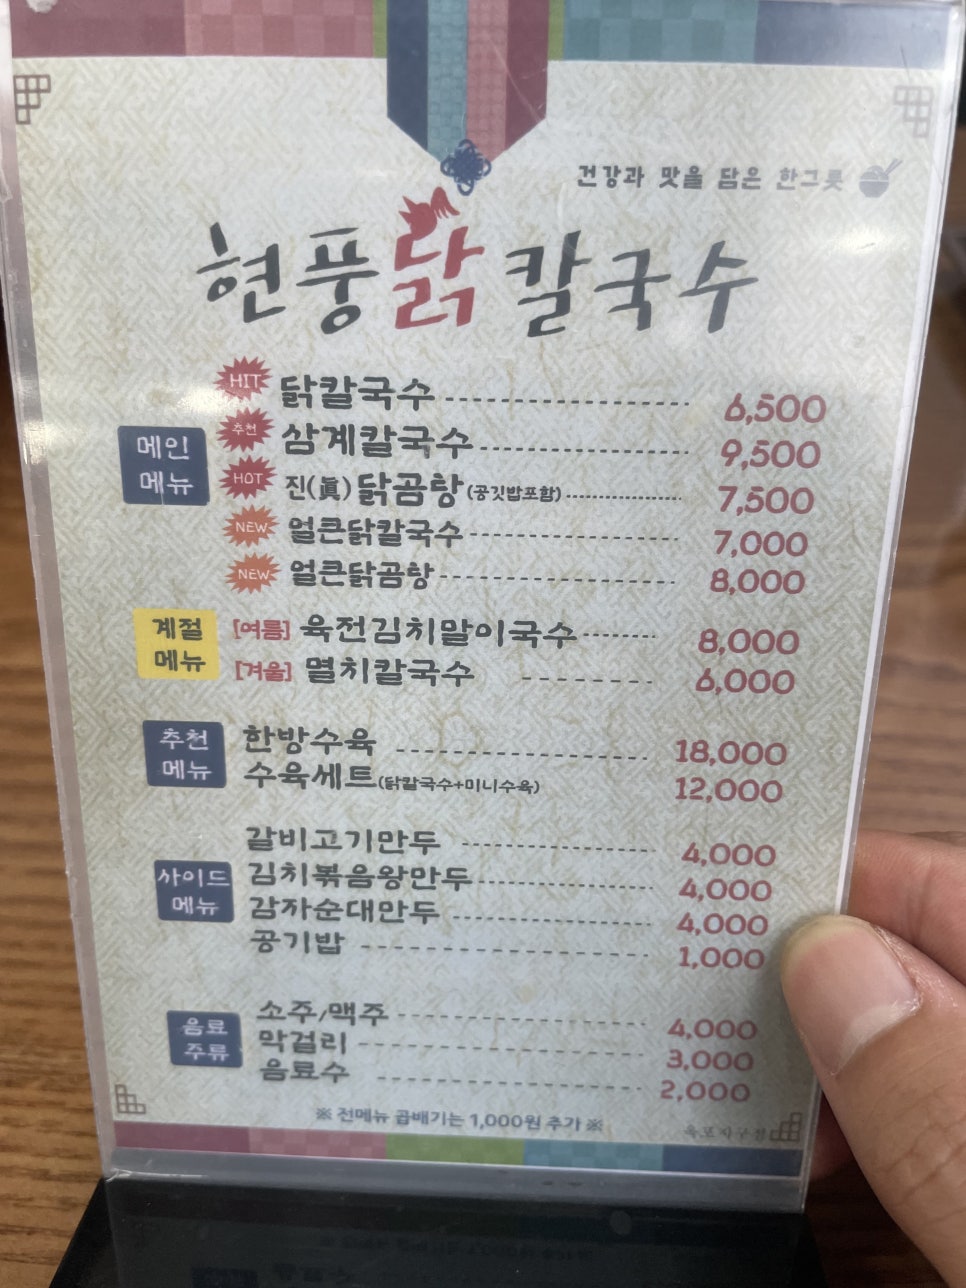 건강과 맛을 담은 한그릇
현풍닭칼국수
메인 메뉴
HIT 닭칼국수 6,500
추천 삼계칼국수 9,500
HOT 진(眞)닭곰탕(공깃밥포함) 7,500
NEW 얼큰닭칼국수 7,000
NEW 얼큰닭곰탕 8,000
계절 메뉴
[여름] 육전김치말이국수 8,000
[겨울] 멸치칼국수 6,000
추천 메뉴
한방수육 18,000
수육세트(닭칼국수+미니수육) 12,000
사이드 메뉴
갈비고기만두 4,000
김치볶음왕만두 4,000
감자순대만두 4,000
공기밥 1,000
음료 주류
소주/맥주 4,000
막걸리 3,000
음료수 2,000
※ 전메뉴 곱배기는 1,000원 추가 ※